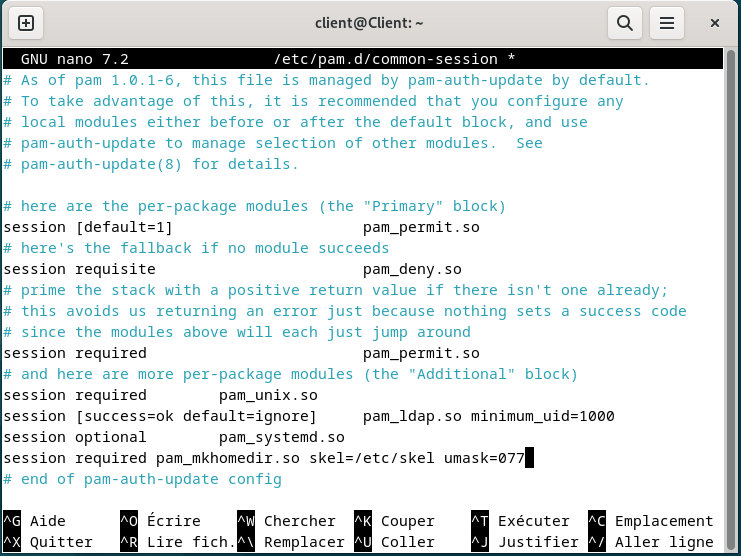 client@Client: ~
GNU nano 7.2 /etc/pam.d/common-session *
# As of pam 1.0.1-6, this file is managed by pam-auth-update by default.
# To take advantage of this, it is recommended that you configure any
# local modules either before or after the default block, and use
# pam-auth-update to manage selection of other modules.  See
# pam-auth-update(8) for details.
# here are the per-package modules (the "Primary" block)
session [default=1] pam_permit.so
# here's the fallback if no module succeeds
session requisite pam_deny.so
# prime the stack with a positive return value if there isn't one already;
# this avoids us returning an error just because nothing sets a success code
# since the modules above will each just jump around
session required pam_permit.so
# and here are more per-package modules (the "Additional" block)
session required pam_unix.so
session [success=ok default=ignore] pam_ldap.so minimum_uid=1000
session optional pam_systemd.so
session required pam_mkhomedir.so skel=/etc/skel umask=077
# end of pam-auth-update config
^G Aide ^O Écrire ^W Chercher ^K Couper ^T Exécuter ^C Emplacement
^X Quitter ^R Lire fich. ^\ Remplacer ^U Coller ^J Justifier ^/ Aller ligne